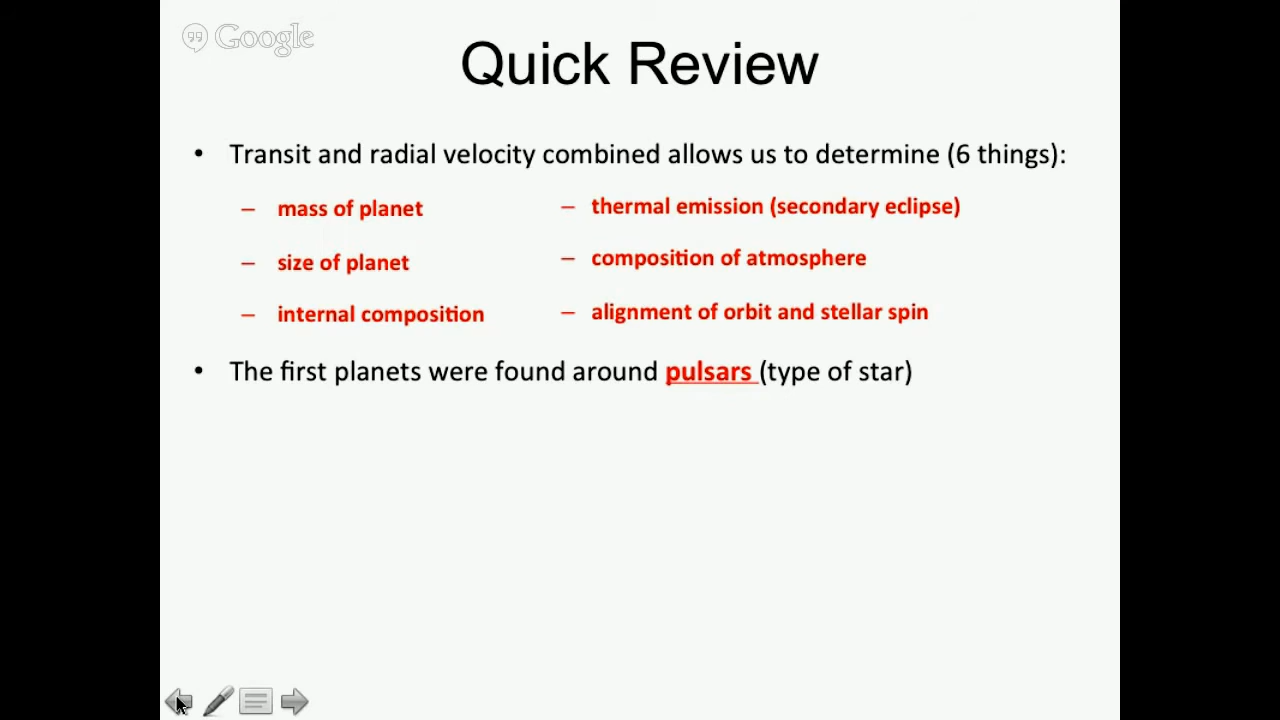 Google
Quick Review
• Transit and radial velocity combined allows us to determine (6 things):
– mass of planet
– size of planet
– internal composition
– thermal emission (secondary eclipse)
– composition of atmosphere
– alignment of orbit and stellar spin
• The first planets were found around pulsars (type of star)